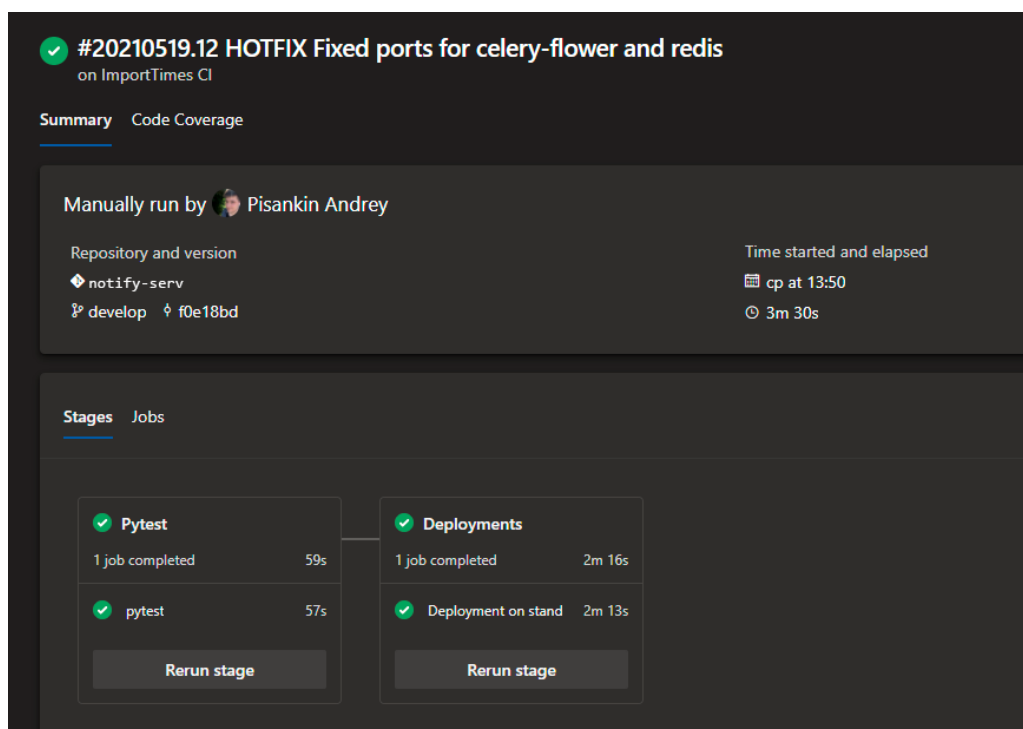 #20210519.12 HOTFIX Fixed ports for celery-flower and redis
on ImportTimes CI
Summary Code Coverage
Manually run by Pisankin Andrey
Repository and version
notify-serv
develop f0e18bd
Time started and elapsed
cp at 13:50
3m 30s
Stages Jobs
Pytest
1 job completed 59s
pytest 57s
Rerun stage
Deployments
1 job completed 2m 16s
Deployment on stand 2m 13s
Rerun stage